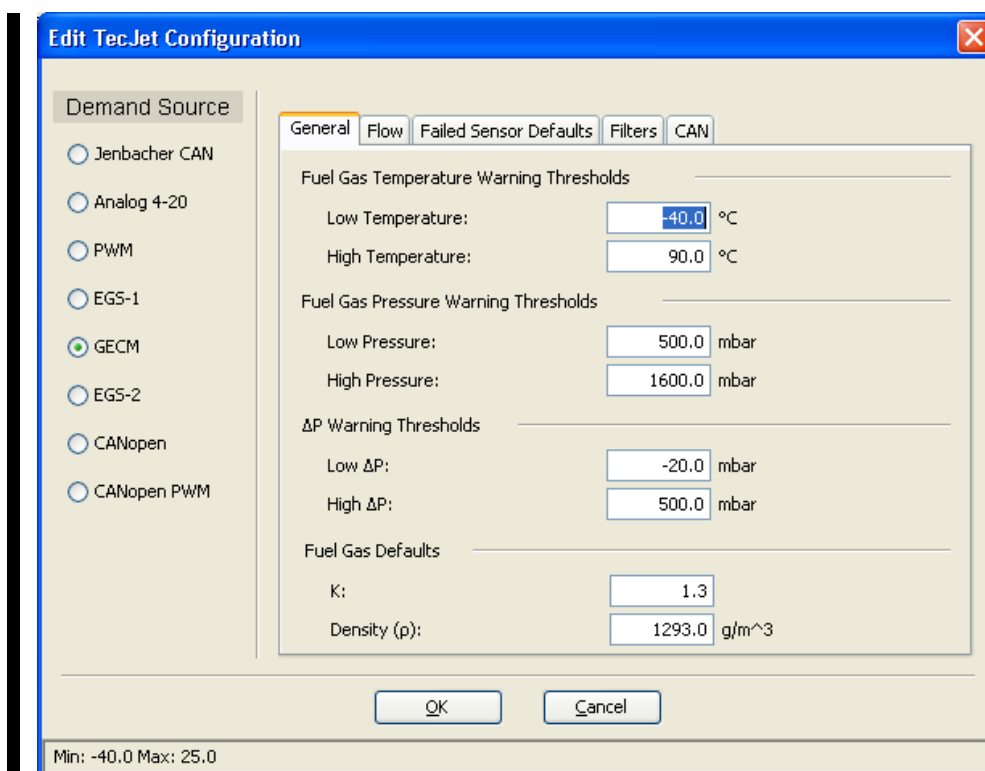 Edit TecJet Configuration
Demand Source
Jenbacher CAN
Analog 4-20
PWM
EGS-1
GECM
EGS-2
CANopen
CANopen PWM
General Flow Failed Sensor Defaults Filters CAN
Fuel Gas Temperature Warning Thresholds
Low Temperature: -40.0 °C
High Temperature: 90.0 °C
Fuel Gas Pressure Warning Thresholds
Low Pressure: 500.0 mbar
High Pressure: 1600.0 mbar
ΔP Warning Thresholds
Low ΔP: -20.0 mbar
High ΔP: 500.0 mbar
Fuel Gas Defaults
K: 1.3
Density (ρ): 1293.0 g/m^3
OK Cancel
Min: -40.0 Max: 25.0